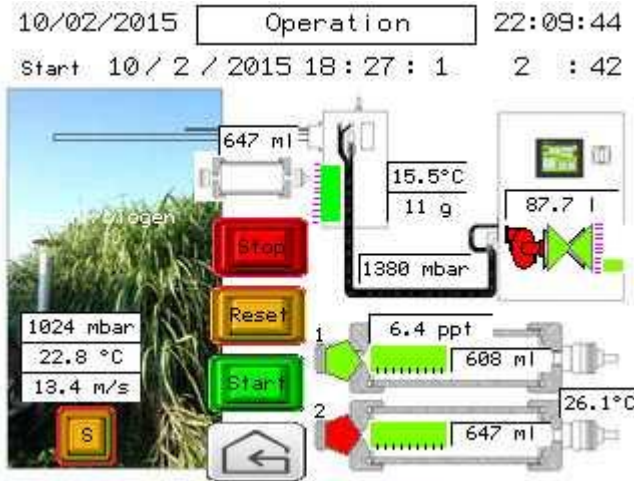 10/02/2015 Operation 22:09:44
Start 10 / 2 / 2015 18 : 27 : 1 2 : 42
647 ml
15.5°C
11 g
87.7 l
Stop
1380 mbar
Reset
1024 mbar
22.8 °C
13.4 m/s
1
6.4 ppt
608 ml
Start
26.1°C
2
647 ml
S